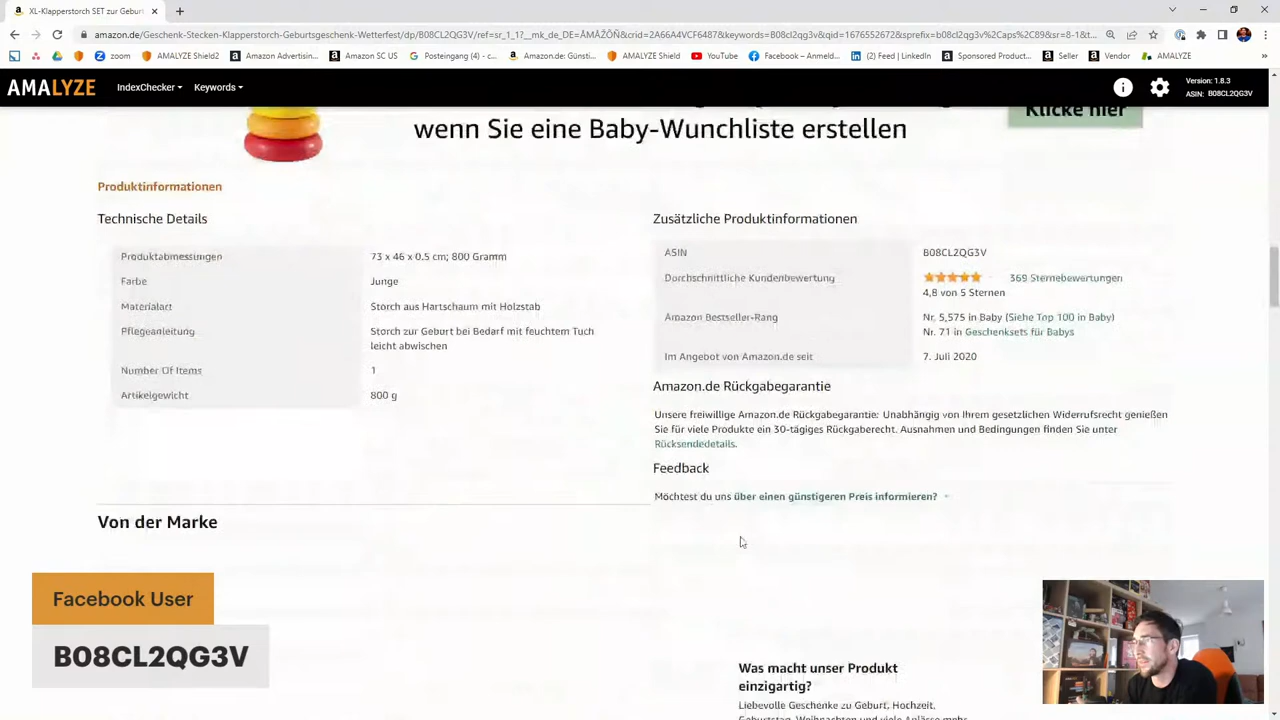 XL-Klapperstorch SET zur Geburt
amazon.de/Geschenk-Stecken-Klapperstorch-Geburtsgeschenk-Wetterfest/dp/B08CL2QG3V/ref=sr_1_1?__mk_de_DE=ÅMÅŽÕÑ&crid=2A66A4VCF6487&keywords=B08cl2qg3v&qid=1676552672&sprefix=b08cl2qg3v%2Caps%2C89&sr=8-1&t...
AMALYZE Shield2
zoom
AMALYZE Shield2
Amazon Advertisin...
Amazon SC US
Posteingang (4) - c...
Amazon.de: Günsti...
AMALYZE Shield
YouTube
Facebook – Anmel...
(2) Feed | LinkedIn
Sponsored Product...
Seller
Vendor
AMALYZE
»
AMALYZE
IndexChecker
Keywords
Version: 1.8.3
ASIN: B08CL2QG3V
Klicke hier
wenn Sie eine Baby-Wunchliste erstellen
Produktinformationen
Technische Details
Produktabmessungen 73 x 46 x 0.5 cm; 800 Gramm
Farbe Junge
Materialart Storch aus Hartschaum mit Holzstab
Pflegeanleitung Storch zur Geburt bei Bedarf mit feuchtem Tuch
leicht abwischen
Number Of Items 1
Artikelgewicht 800 g
Zusätzliche Produktinformationen
ASIN B08CL2QG3V
Durchschnittliche Kundenbewertung 369 Sternebewertungen
4,8 von 5 Sternen
Amazon Bestseller-Rang Nr. 5,575 in Baby (Siehe Top 100 in Baby)
Nr. 71 in Geschenksets für Babys
Im Angebot von Amazon.de seit 7. Juli 2020
Amazon.de Rückgabegarantie
Unsere freiwillige Amazon.de Rückgabegarantie: Unabhängig von Ihrem gesetzlichen Widerrufsrecht genießen
Sie für viele Produkte ein 30-tägiges Rückgaberecht. Ausnahmen und Bedingungen finden Sie unter
Rücksendedetails.
Feedback
Möchtest du uns über einen günstigeren Preis informieren?
Von der Marke
Was macht unser Produkt
einzigartig?
Liebevolle Geschenke zu Geburt, Hochzeit,
Geburtstag, Weihnachten und viele Anlässe mehr
Facebook User
B08CL2QG3V